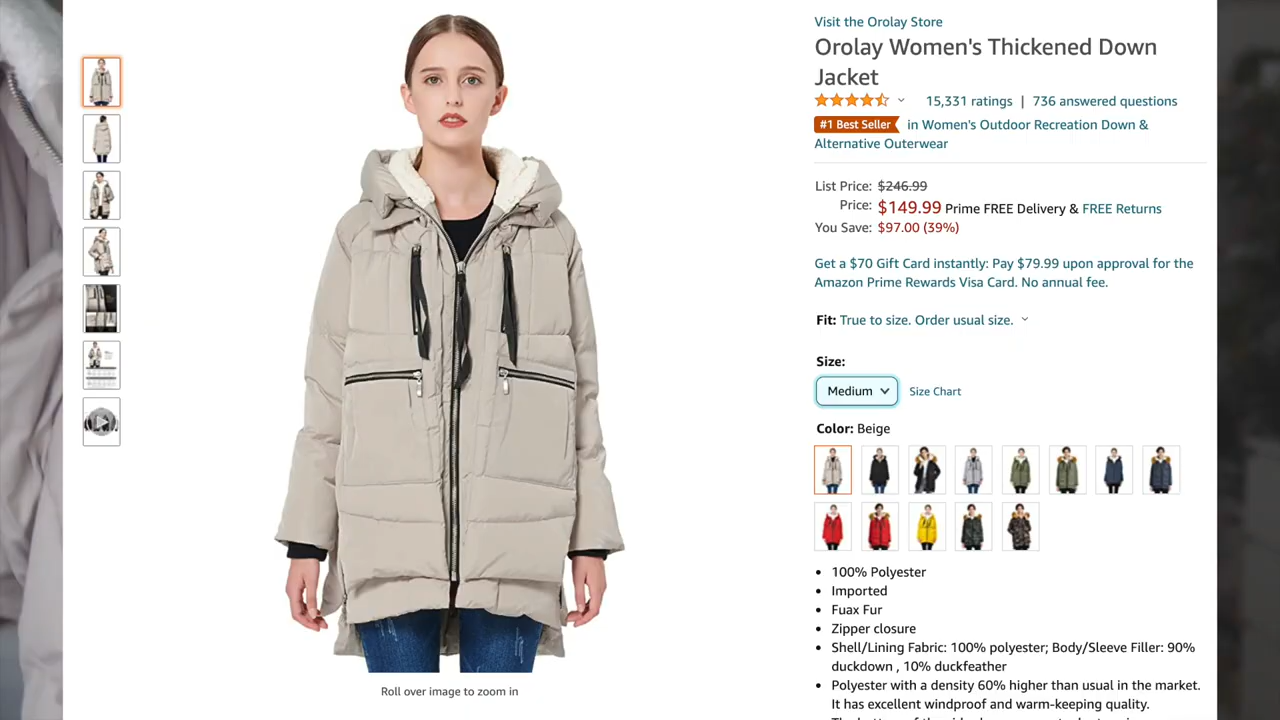 Visit the Orolay Store
Orolay Women's Thickened Down
Jacket
15,331 ratings | 736 answered questions
#1 Best Seller in Women's Outdoor Recreation Down &
Alternative Outerwear
List Price: $246.99
Price: $149.99 Prime FREE Delivery & FREE Returns
You Save: $97.00 (39%)
Get a $70 Gift Card instantly: Pay $79.99 upon approval for the
Amazon Prime Rewards Visa Card. No annual fee.
Fit: True to size. Order usual size.
Size:
Medium Size Chart
Color: Beige
• 100% Polyester
• Imported
• Fuax Fur
• Zipper closure
• Shell/Lining Fabric: 100% polyester; Body/Sleeve Filler: 90%
duckdown , 10% duckfeather
• Polyester with a density 60% higher than usual in the market.
It has excellent windproof and warm-keeping quality.
Roll over image to zoom in